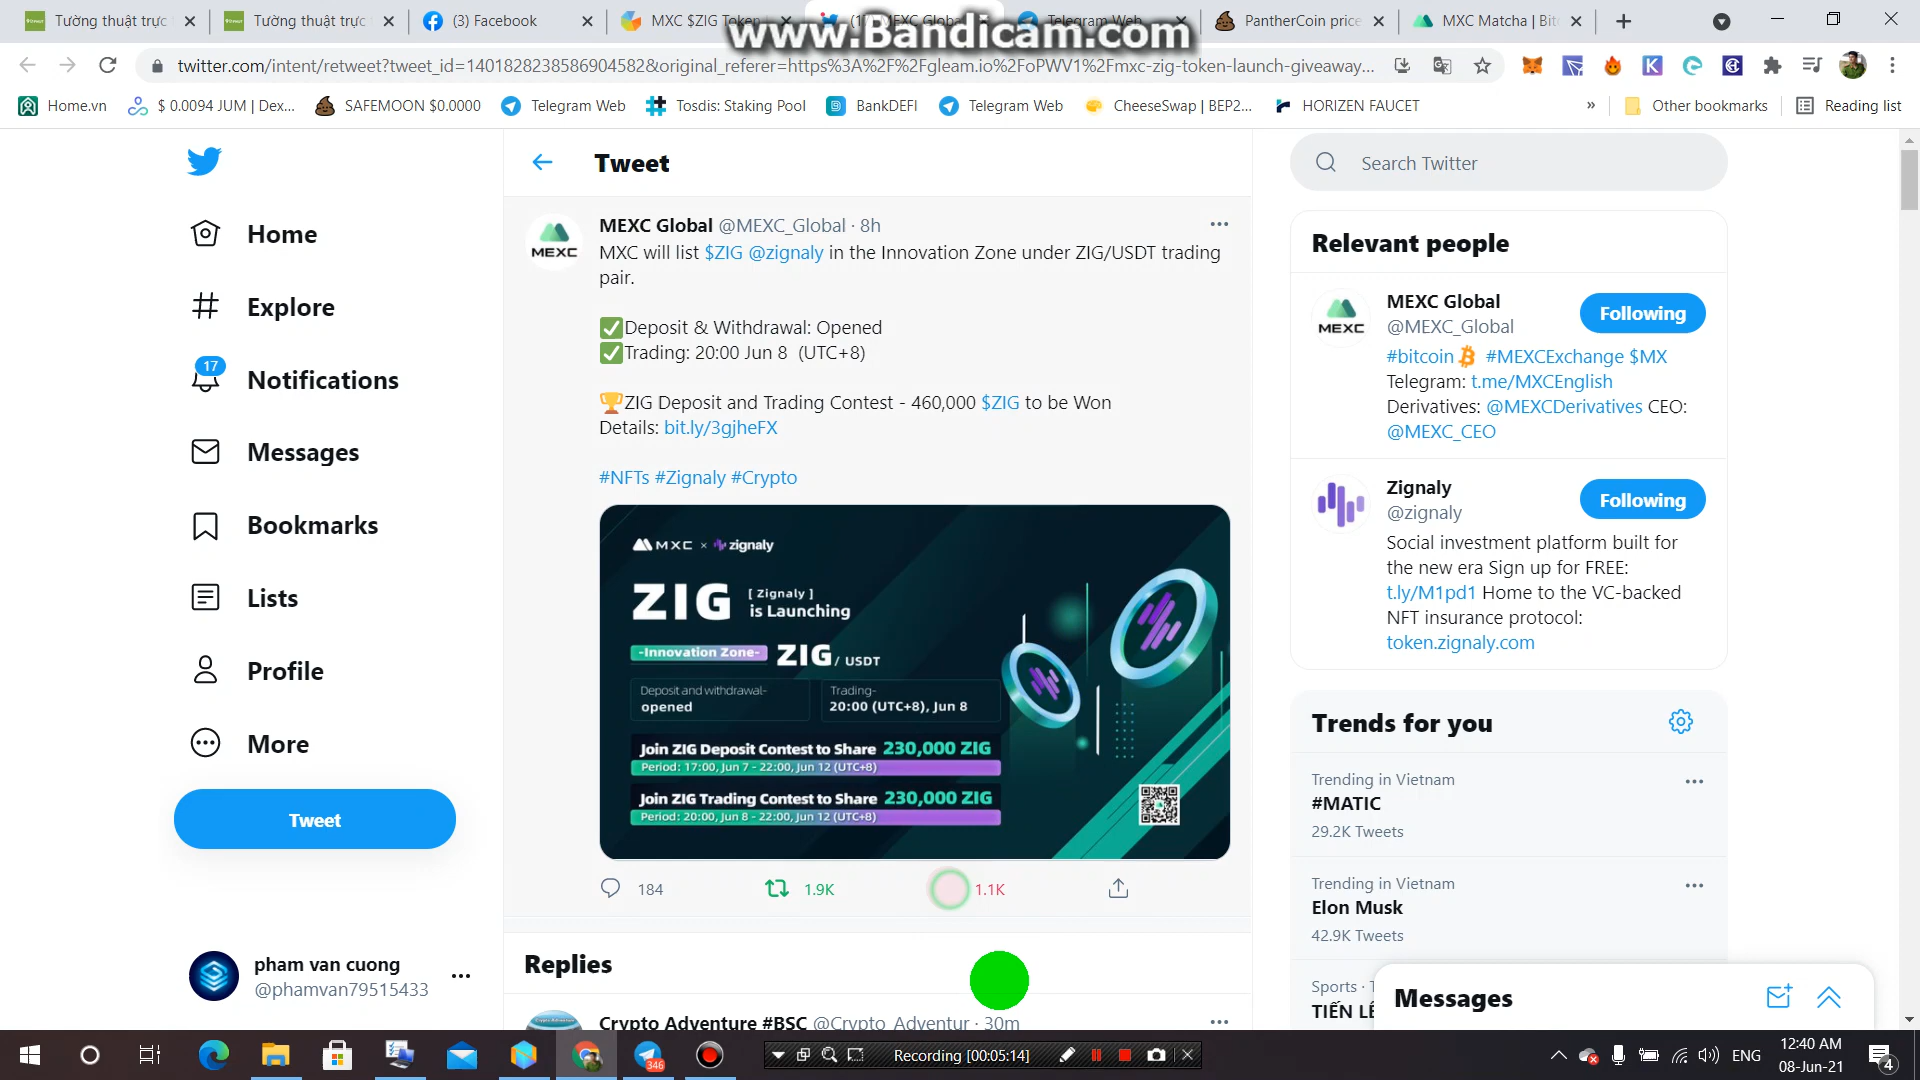 Tường thuật trực
Tường thuật trực
(3) Facebook
MXC $ZIG Token
MEXC Globa
Telegram Web
PantherCoin price
MXC Matcha | Bit
www.Bandicam.com
twitter.com/intent/retweet?tweet_id=1401828238586904582&original_referer=https%3A%2F%2Fgleam.io%2FoPWV1%2Fmxc-zig-token-launch-giveaway...
Home.vn
$ 0.0094 JUM | Dex...
SAFEMOON $0.0000
Telegram Web
Tosdis: Staking Pool
BankDEFI
Telegram Web
CheeseSwap | BEP2...
HORIZEN FAUCET
»
Other bookmarks
Reading list
Home
Explore
17
Notifications
Messages
Bookmarks
Lists
Profile
More
Tweet
pham van cuong
@phamvan79515433
Tweet
MEXC Global @MEXC_Global · 8h
MEXC
MXC will list $ZIG @zignaly in the Innovation Zone under ZIG/USDT trading
pair.
✅Deposit & Withdrawal: Opened
✅Trading: 20:00 Jun 8 (UTC+8)
🏆ZIG Deposit and Trading Contest - 460,000 $ZIG to be Won
Details: bit.ly/3gjheFX
#NFTs #Zignaly #Crypto
MXC × zignaly
ZIG [ Zignaly ]
is Launching
-Innovation Zone- ZIG / USDT
Deposit and withdrawal-
opened
Trading-
20:00 (UTC+8), Jun 8
Join ZIG Deposit Contest to Share 230,000 ZIG
Period: 17:00, Jun 7 - 22:00, Jun 12 (UTC+8)
Join ZIG Trading Contest to Share 230,000 ZIG
Period: 20:00, Jun 8 - 22:00, Jun 12 (UTC+8)
184
1.9K
1.1K
Replies
Crypto Adventure #BSC @Crypto_Adventur · 30m
Search Twitter
Relevant people
MEXC Global
@MEXC_Global
MEXC
Following
#bitcoin #MEXCExchange $MX
Telegram: t.me/MXCEnglish
Derivatives: @MEXCDerivatives CEO:
@MEXC_CEO
Zignaly
@zignaly
Following
Social investment platform built for
the new era Sign up for FREE:
t.ly/M1pd1 Home to the VC-backed
NFT insurance protocol:
token.zignaly.com
Trends for you
Trending in Vietnam
#MATIC
29.2K Tweets
Trending in Vietnam
Elon Musk
42.9K Tweets
Sports ·
TIẾN
Messages
346
Recording [00:05:14]
ENG
12:40 AM
08-Jun-21
4